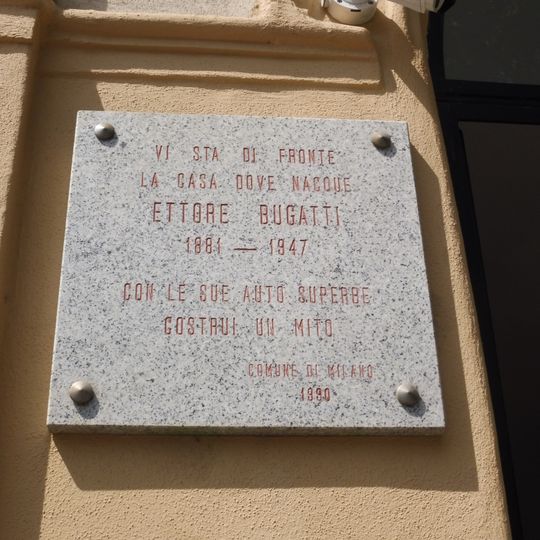 VI STA DI FRONTE
LA CASA DOVE NACQUE
ETTORE BUGATTI
1881 — 1947
CON LE SUE AUTO SUPERBE
COSTRUI UN MITO
COMUNE DI MILANO
1990